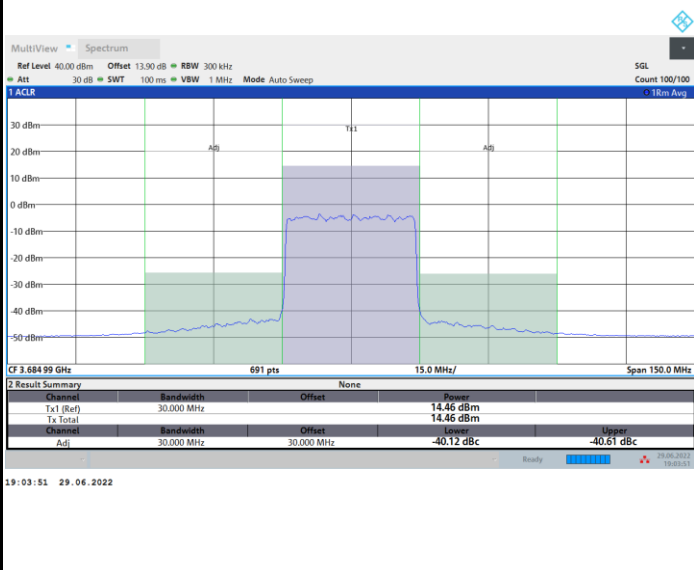 MultiView Spectrum
Ref Level 40.00 dBm Offset 13.90 dB RBW 300 kHz SGL
Att 30 dB SWT 100 ms VBW 1 MHz Mode Auto Sweep Count 100/100
1 ACLR 1Rm Avg
Tx1
30 dBm
Adj Adj
20 dBm
10 dBm
0 dBm
-10 dBm
-20 dBm
-30 dBm
-40 dBm
-50 dBm
CF 3.684 99 GHz 691 pts 15.0 MHz/ Span 150.0 MHz
2 Result Summary None
Channel Bandwidth Offset Power
Tx1 (Ref) 30.000 MHz 14.46 dBm
Tx Total 14.46 dBm
Channel Bandwidth Offset Lower Upper
Adj 30.000 MHz 30.000 MHz -40.12 dBc -40.61 dBc
Ready 29.06.2022
19:03:51
19:03:51 29.06.2022